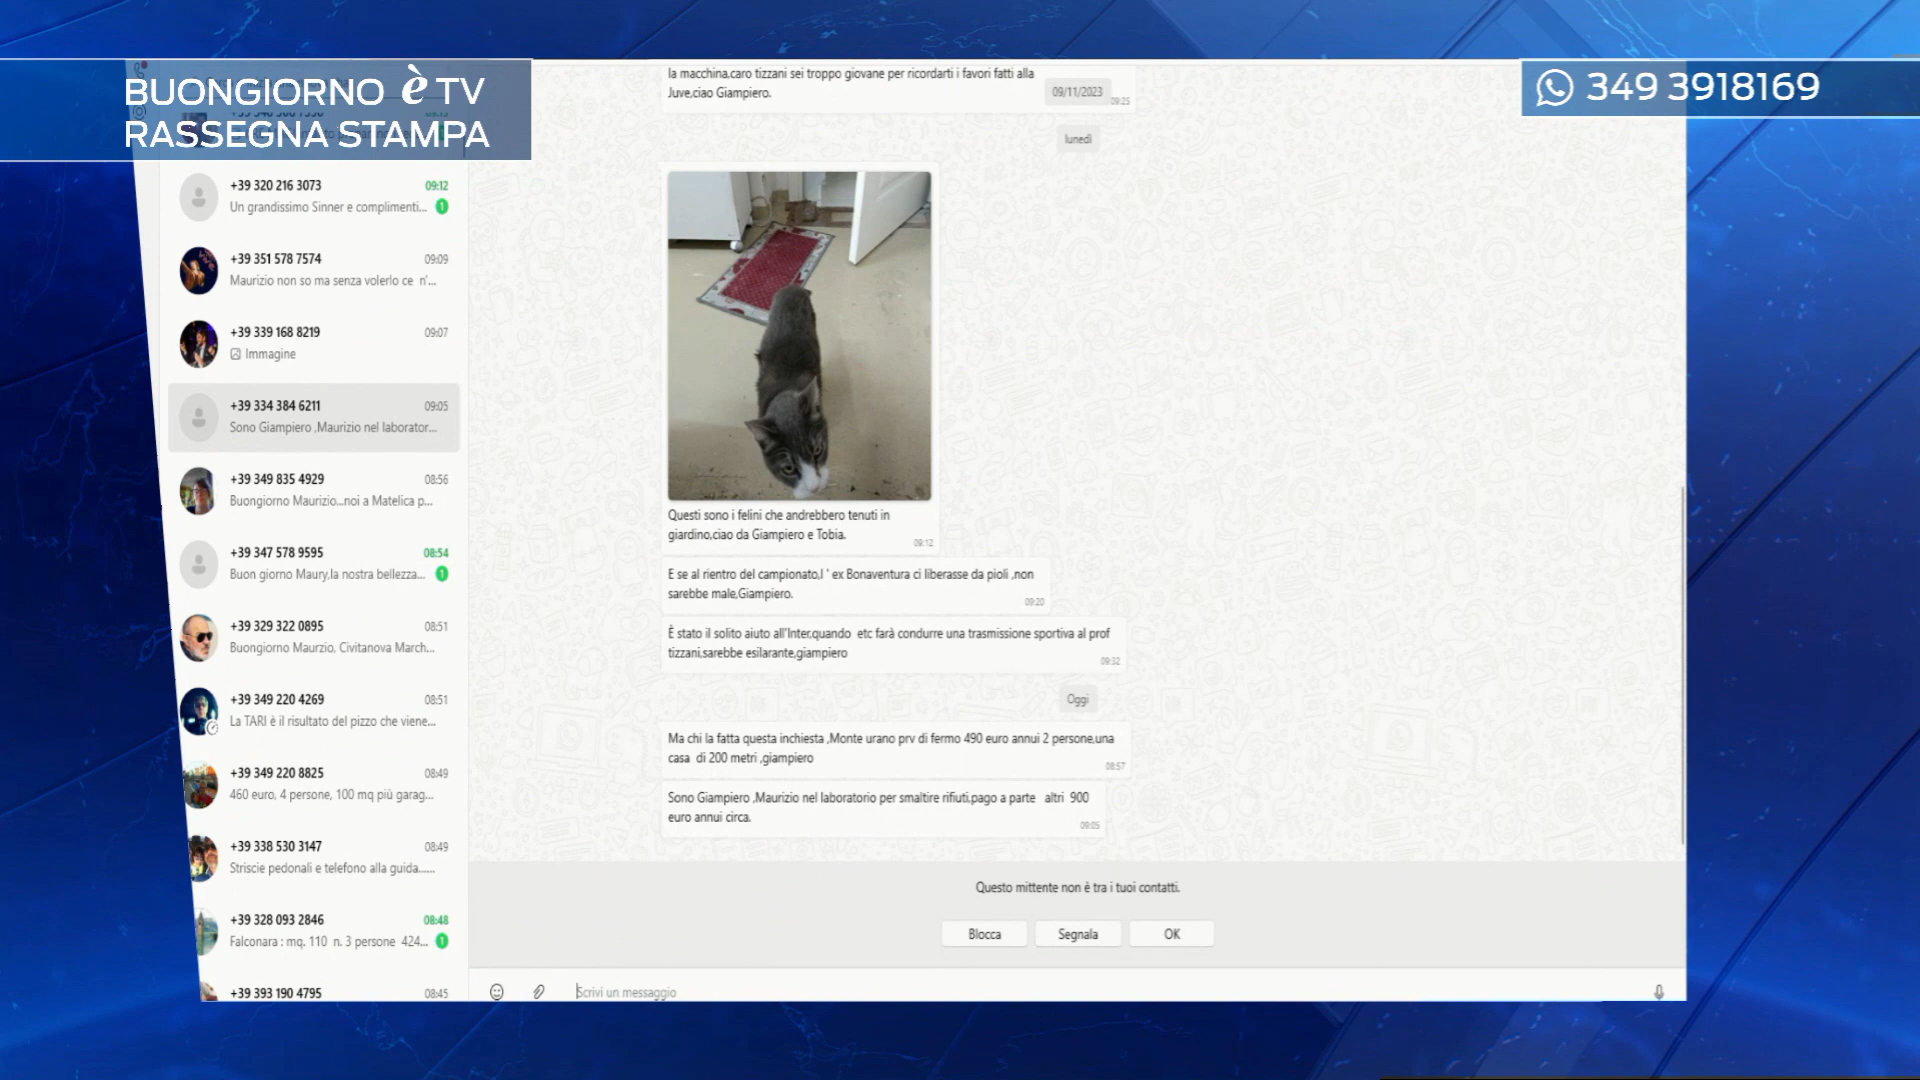 BUONGIORNO è TV
RASSEGNA STAMPA
349 3918169
+39 320 216 3073 09:12
Un grandissimo Sinner e complimenti... 1
+39 351 578 7574 09:09
Maurizio non so ma senza volerlo ce n'...
+39 339 168 8219 09:07
Immagine
+39 334 384 6211 09:05
Sono Giampiero ,Maurizio nel laborator...
+39 349 835 4929 08:56
Buongiorno Maurizio...noi a Matelica p...
+39 347 578 9595 08:54
Buon giorno Maury,la nostra bellezza... 1
+39 329 322 0895 08:51
Buongiorno Maurzio, Civitanova March...
+39 349 220 4269 08:51
La TARI è il risultato del pizzo che viene...
+39 349 220 8825 08:49
460 euro, 4 persone, 100 mq più garag...
+39 338 530 3147 08:49
Striscie pedonali e telefono alla guida......
+39 328 093 2846 08:48
Falconara : mq. 110 n. 3 persone 424... 1
+39 393 190 4795 08:45
la macchina,caro tizzani sei troppo giovane per ricordarti i favori fatti alla
Juve,ciao Giampiero.
09/11/2023
09:25
lunedì
Questi sono i felini che andrebbero tenuti in
giardino,ciao da Giampiero e Tobia.
09:12
E se al rientro del campionato,l ' ex Bonaventura ci liberasse da pioli ,non
sarebbe male,Giampiero.
09:20
È stato il solito aiuto all'Inter,quando etc farà condurre una trasmissione sportiva al prof
tizzani,sarebbe esilarante,giampiero
09:32
Oggi
Ma chi la fatta questa inchiesta ,Monte urano prv di fermo 490 euro annui 2 persone,una
casa di 200 metri ,giampiero
08:57
Sono Giampiero ,Maurizio nel laboratorio per smaltire rifiuti,pago a parte altri 900
euro annui circa.
09:05
Questo mittente non è tra i tuoi contatti.
Blocca Segnala OK
Scrivi un messaggio